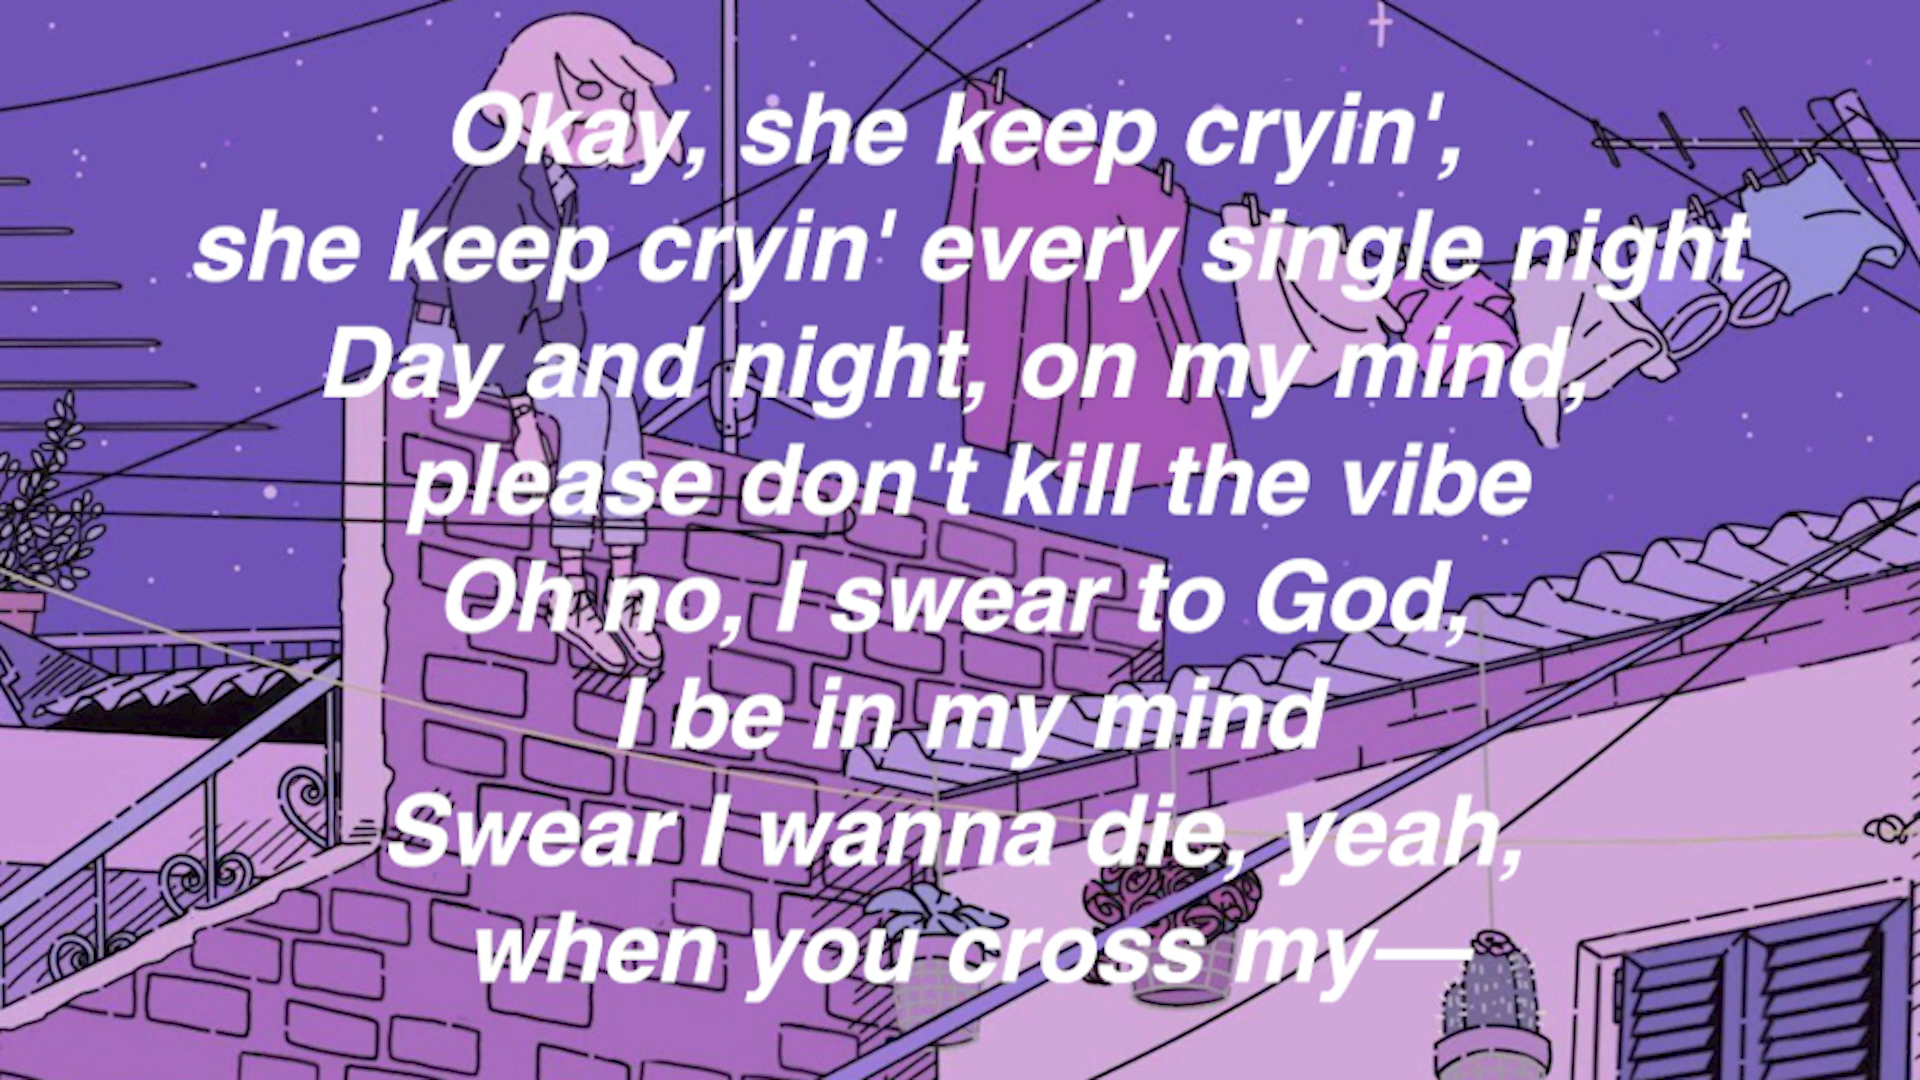 Okay, she keep cryin',
she keep cryin' every single night
Day and night, on my mind,
please don't kill the vibe
Oh no, I swear to God,
I be in my mind
Swear I wanna die, yeah,
when you cross my—